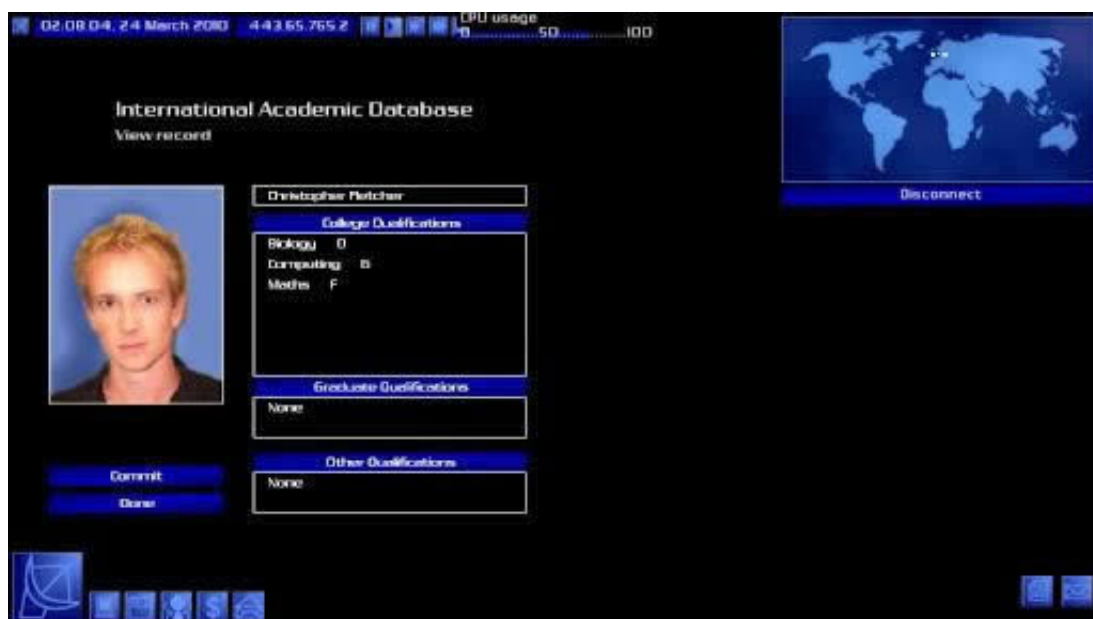 02:08:04, 24 March 2010
443.65.765.2
CPU usage
0 50 100
International Academic Database
View record
Christopher Fletcher
College Qualifications
Biology D
Computing
Maths F
Graduate Qualifications
None
Other Qualifications
None
Commit
Done
Disconnect
$